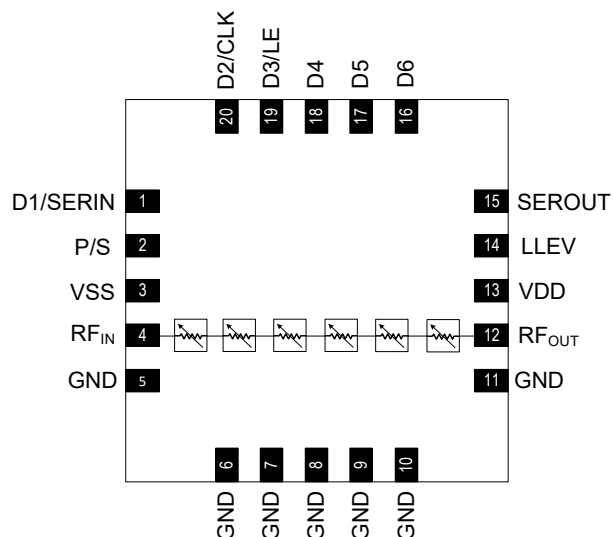 D2/CLK
D3/LE
D4
D5
D6
20
19
18
17
16
D1/SERIN 1
P/S 2
VSS 3
RFIN 4
GND 5
15 SEROUT
14 LLEV
13 VDD
12 RFOUT
11 GND
6
7
8
9
10
GND
GND
GND
GND
GND